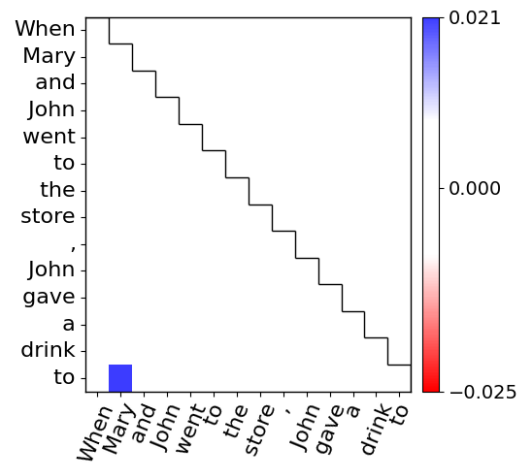 When
Mary
and
John
went
to
the
store
,
John
gave
a
drink
to
0.021
0.000
−0.025
When
Mary
and
John
went
to
the
store
,
John
gave
a
drink
to